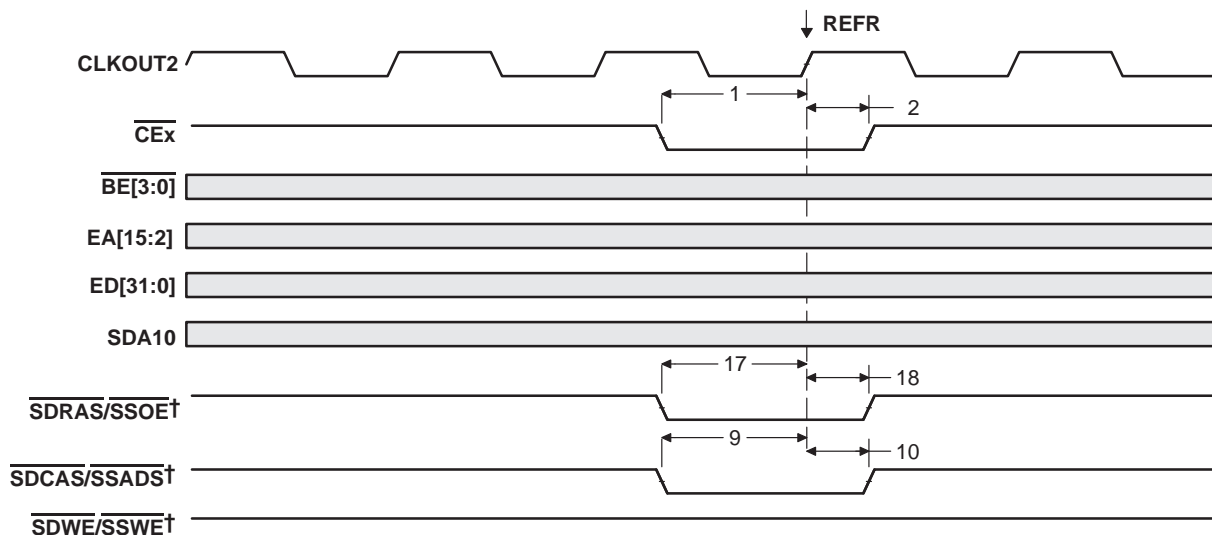 REFR
CLKOUT2
1
2
CEx
BE[3:0]
EA[15:2]
ED[31:0]
SDA10
17
18
SDRAS/SSOE†
9
10
SDCAS/SSADS†
SDWE/SSWE†